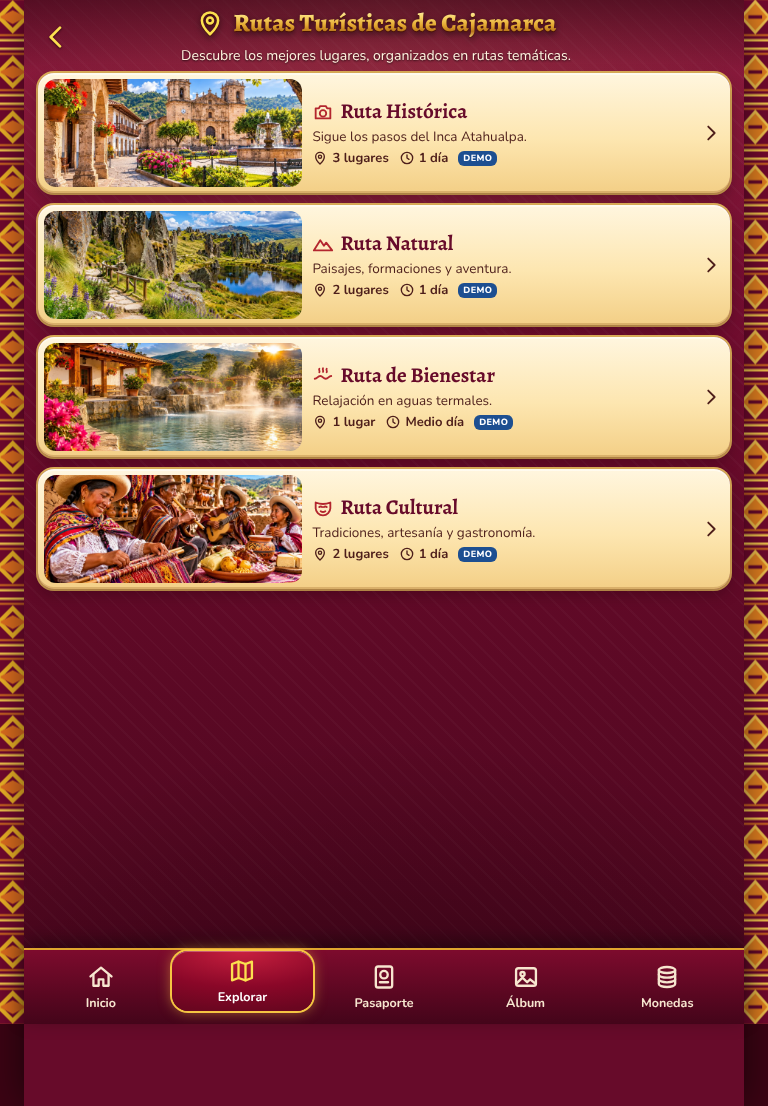 Rutas Turísticas de Cajamarca
Descubre los mejores lugares, organizados en rutas temáticas.
Ruta Histórica
Sigue los pasos del Inca Atahualpa.
3 lugares 1 día DEMO
Ruta Natural
Paisajes, formaciones y aventura.
2 lugares 1 día DEMO
Ruta de Bienestar
Relajación en aguas termales.
1 lugar Medio día DEMO
Ruta Cultural
Tradiciones, artesanía y gastronomía.
2 lugares 1 día DEMO
Inicio Explorar Pasaporte Álbum Monedas